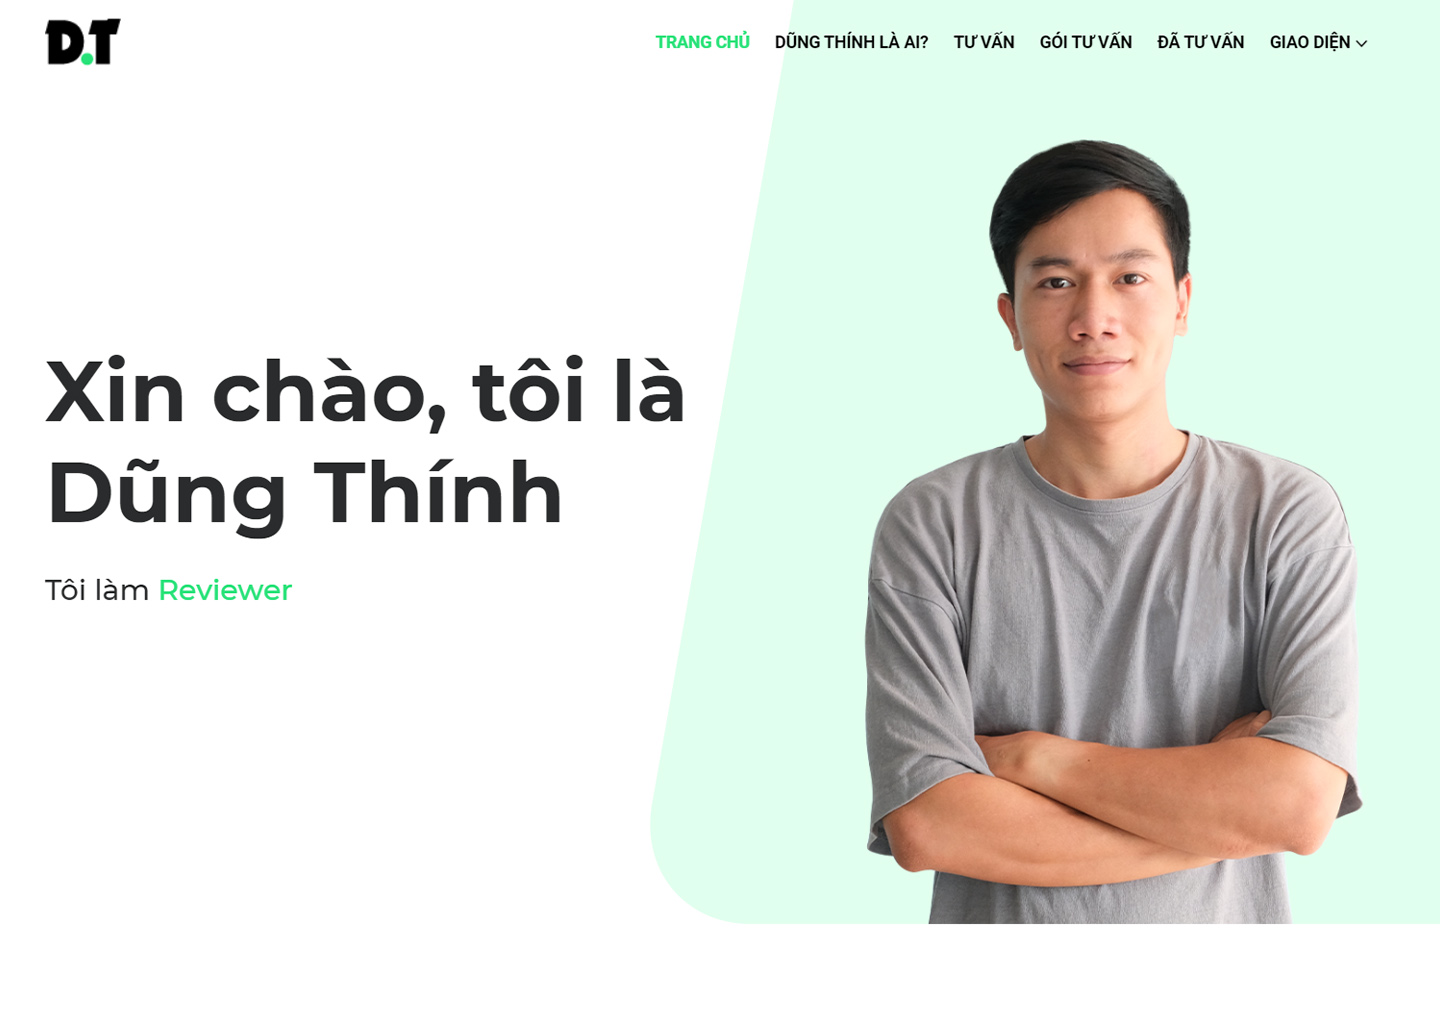 D.T
TRANG CHỦ DŨNG THÍNH LÀ AI? TƯ VẤN GÓI TƯ VẤN ĐÃ TƯ VẤN GIAO DIỆN
Xin chào, tôi là
Dũng Thính
Tôi làm Reviewer